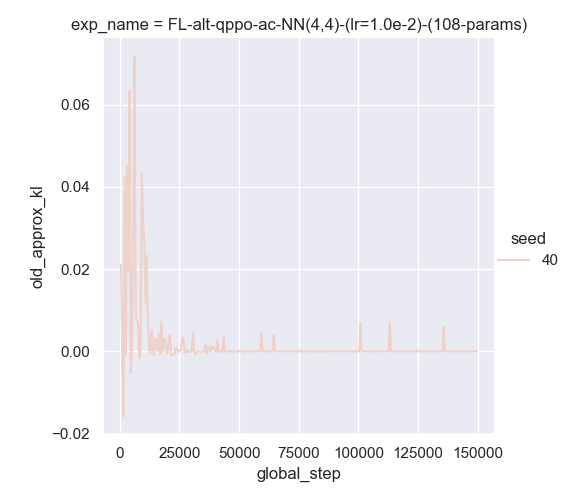 exp_name = FL-alt-qppo-ac-NN(4,4)-(lr=1.0e-2)-(108-params)
0.06
0.04
0.02
0.00
−0.02
old_approx_kl
0 25000 50000 75000 100000 125000 150000
global_step
seed
40